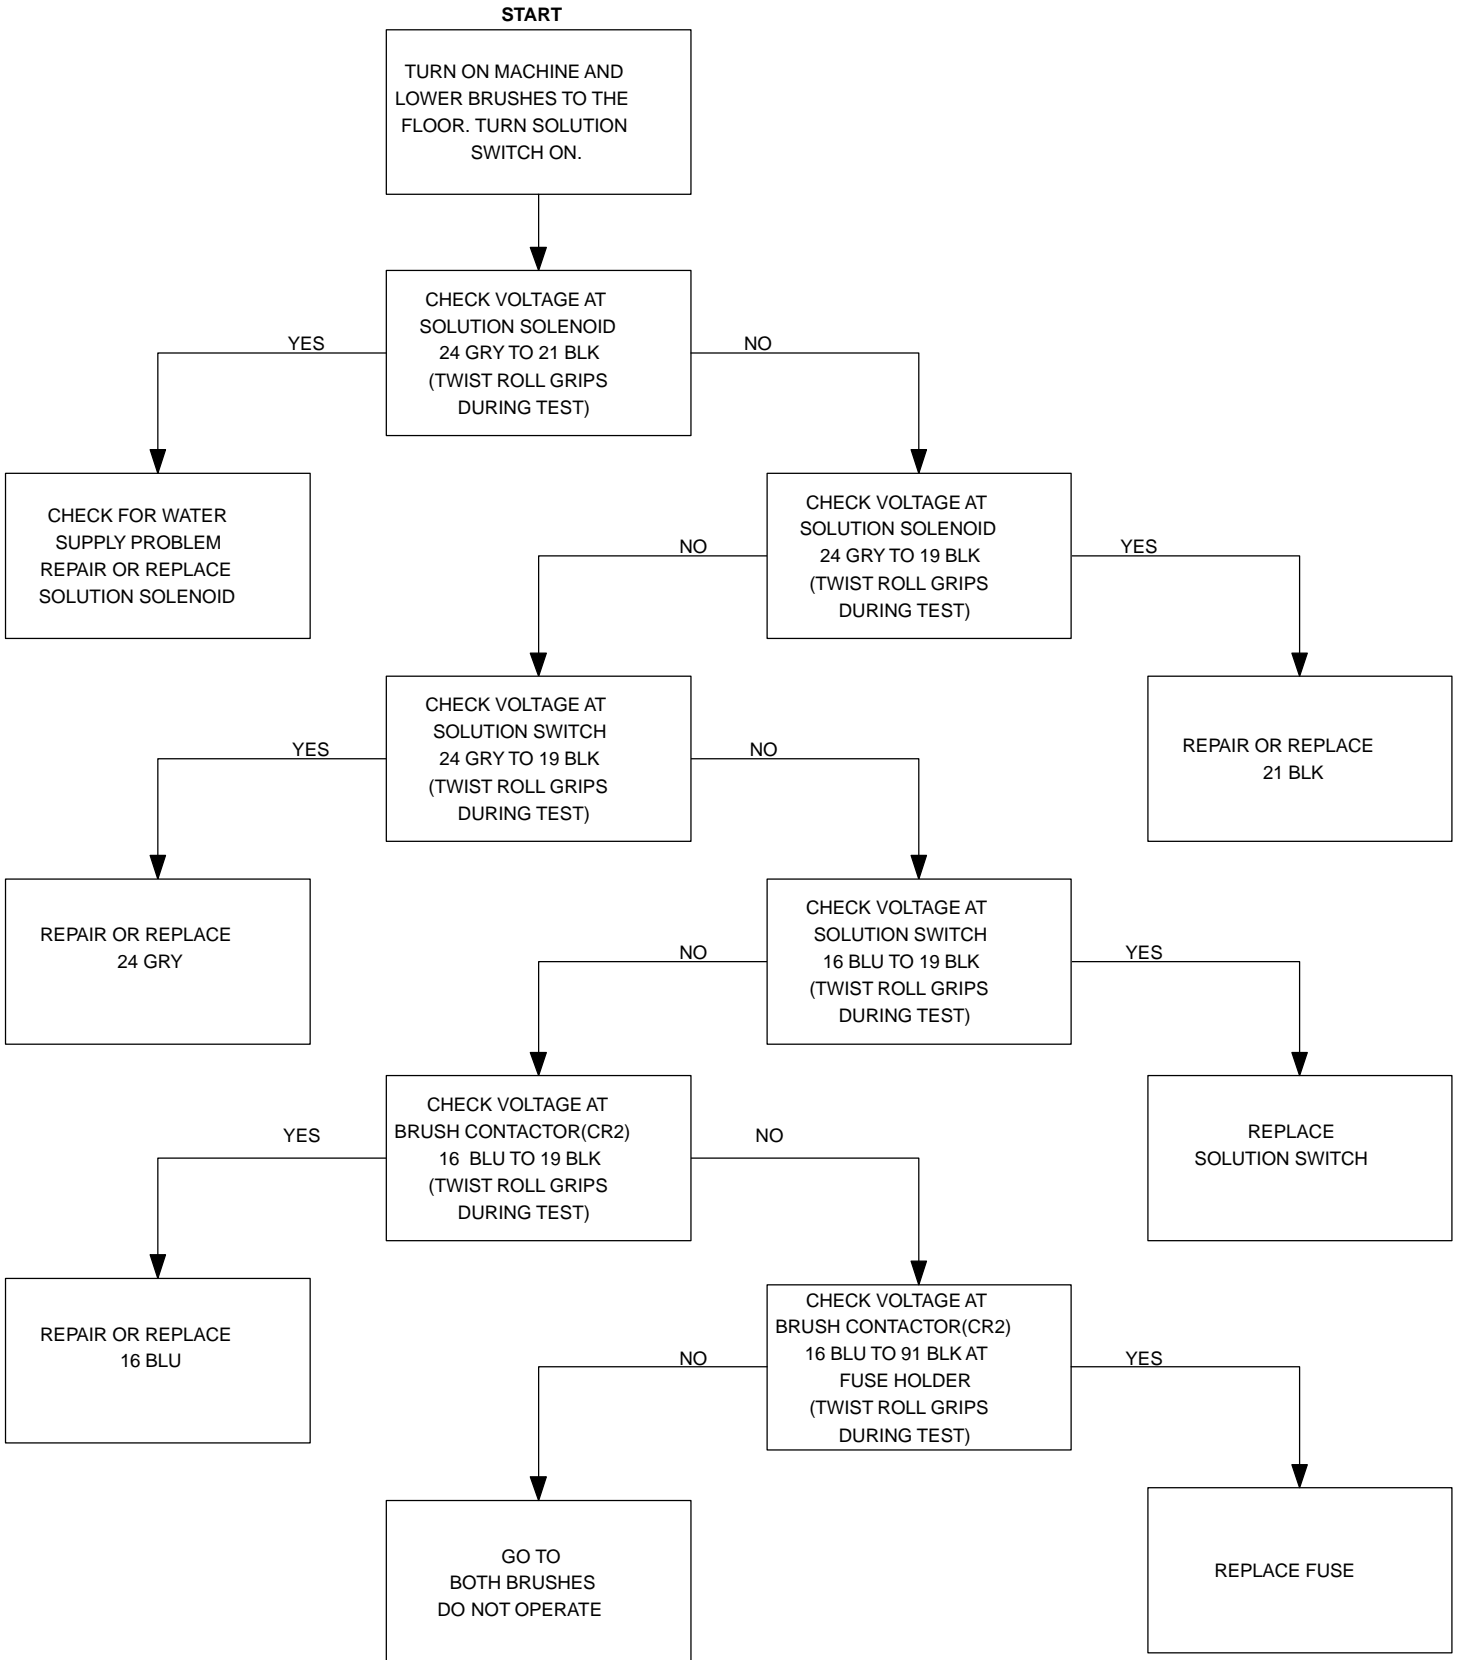 START
TURN ON MACHINE AND
LOWER BRUSHES TO THE
FLOOR. TURN SOLUTION
SWITCH ON.
CHECK VOLTAGE AT
SOLUTION SOLENOID
24 GRY TO 21 BLK
(TWIST ROLL GRIPS
DURING TEST)
YES
NO
CHECK FOR WATER
SUPPLY PROBLEM
REPAIR OR REPLACE
SOLUTION SOLENOID
CHECK VOLTAGE AT
SOLUTION SOLENOID
24 GRY TO 19 BLK
(TWIST ROLL GRIPS
DURING TEST)
NO
YES
CHECK VOLTAGE AT
SOLUTION SWITCH
24 GRY TO 19 BLK
(TWIST ROLL GRIPS
DURING TEST)
YES
NO
REPAIR OR REPLACE
21 BLK
REPAIR OR REPLACE
24 GRY
CHECK VOLTAGE AT
SOLUTION SWITCH
16 BLU TO 19 BLK
(TWIST ROLL GRIPS
DURING TEST)
NO
YES
CHECK VOLTAGE AT
BRUSH CONTACTOR(CR2)
16 BLU TO 19 BLK
(TWIST ROLL GRIPS
DURING TEST)
YES
NO
REPLACE
SOLUTION SWITCH
REPAIR OR REPLACE
16 BLU
CHECK VOLTAGE AT
BRUSH CONTACTOR(CR2)
16 BLU TO 91 BLK AT
FUSE HOLDER
(TWIST ROLL GRIPS
DURING TEST)
NO
YES
GO TO
BOTH BRUSHES
DO NOT OPERATE
REPLACE FUSE